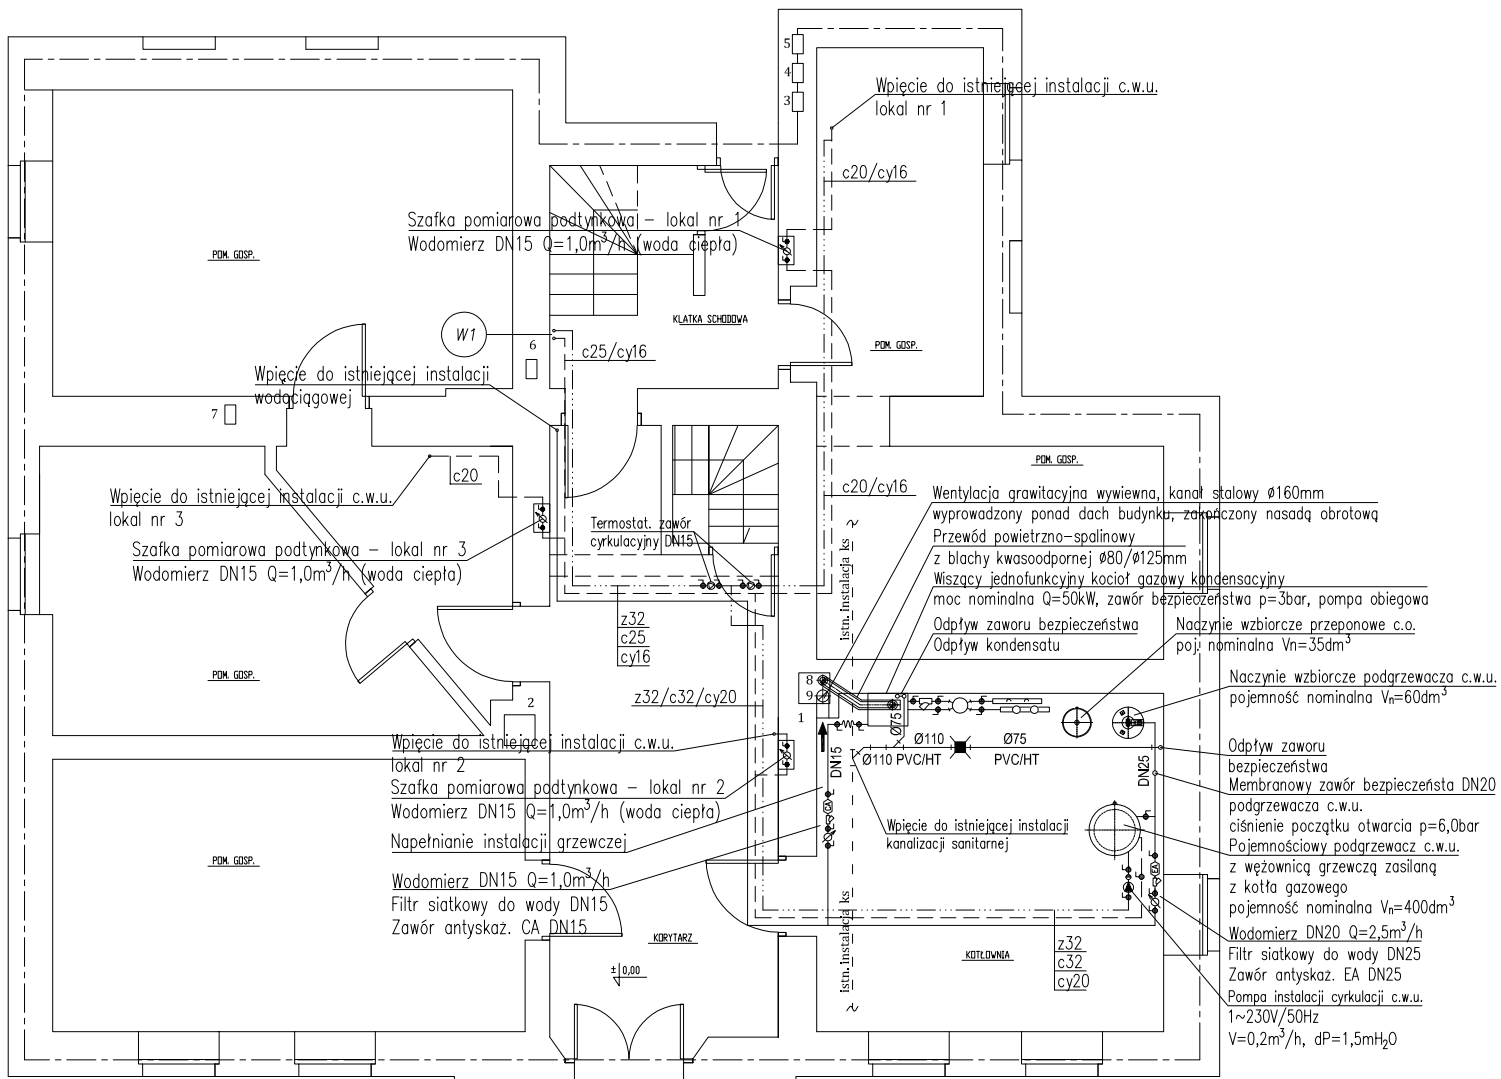 5
4
3
Wpięcie do istniejącej instalacji c.w.u.
lokal nr 1
c20/cy16
Szafka pomiarowa podtynkowa – lokal nr 1
Wodomierz DN15 Q=1,0m³/h (woda ciepła)
POM. GOSP.
KLATKA SCHODOWA
W1
6
c25/cy16
POM. GOSP.
Wpięcie do istniejącej instalacji
wodociągowej
7
POM. GOSP.
c20
Wpięcie do istniejącej instalacji c.w.u.
lokal nr 3
c20/cy16
Wentylacja grawitacyjna wywiewna, kanał stalowy Ø160mm
wyprowadzony ponad dach budynku, zakończony nasadą obrotową
Termostat. zawór
cyrkulacyjny DN15
Szafka pomiarowa podtynkowa – lokal nr 3
Wodomierz DN15 Q=1,0m³/h (woda ciepła)
istn. instalacja ks
Przewód powietrzno-spalinowy
z blachy kwasoodpornej Ø80/Ø125mm
Wiszący jednofunkcyjny kocioł gazowy kondensacyjny
moc nominalna Q=50kW, zawór bezpieczeństwa p=3bar, pompa obiegowa
z32
c25
cy16
Odpływ zaworu bezpieczeństwa
Odpływ kondensatu
Naczynie wzbiorcze przeponowe c.o.
poj. nominalna Vn=35dm³
POM. GOSP.
Naczynie wzbiorcze podgrzewacza c.w.u.
pojemność nominalna Vn=60dm³
z32/c32/cy20
8
9
2
1
Ø75
Wpięcie do istniejącej instalacji c.w.u.
lokal nr 2
Ø110
Ø75
Ø110 PVC/HT
PVC/HT
DN15
DN25
Odpływ zaworu
bezpieczeństwa
Szafka pomiarowa podtynkowa – lokal nr 2
Wodomierz DN15 Q=1,0m³/h (woda ciepła)
Membranowy zawór bezpieczeństa DN20
podgrzewacza c.w.u.
ciśnienie początku otwarcia p=6,0bar
CA
Napełnianie instalacji grzewczej
Wpięcie do istniejącej instalacji
kanalizacji sanitarnej
Pojemnościowy podgrzewacz c.w.u.
z wężownicą grzewczą zasilaną
z kotła gazowego
pojemność nominalna Vn=400dm³
POM. GOSP.
EA
Wodomierz DN15 Q=1,0m³/h
Filtr siatkowy do wody DN15
Zawór antyskaż. CA DN15
istn. instalacja ks
Wodomierz DN20 Q=2,5m³/h
Filtr siatkowy do wody DN25
Zawór antyskaż. EA DN25
KORYTARZ
± 0,00
KOTŁOWNIA
z32
c32
cy20
Pompa instalacji cyrkulacji c.w.u.
1~230V/50Hz
V=0,2m³/h, dP=1,5mH₂O